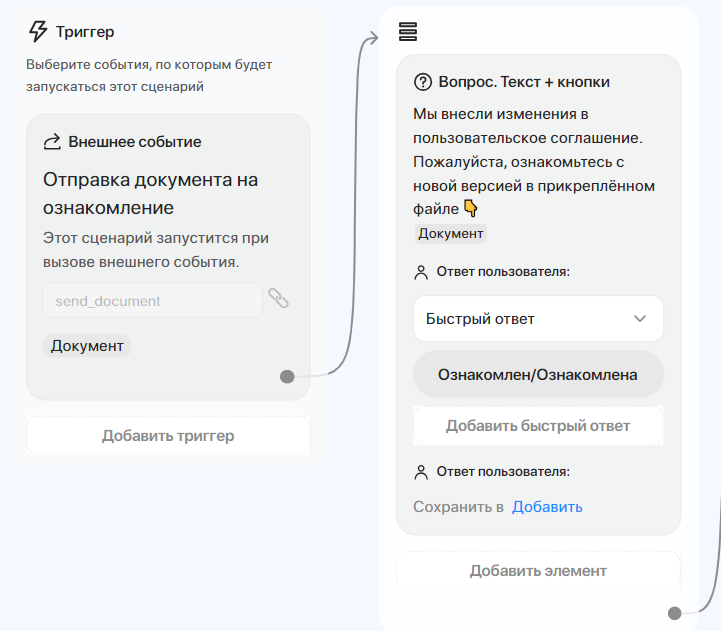 Триггер
Выберите события, по которым будет
запускаться этот сценарий
Внешнее событие
Отправка документа на
ознакомление
Этот сценарий запустится при
вызове внешнего события.
send_document
Документ
Добавить триггер
Вопрос. Текст + кнопки
Мы внесли изменения в
пользовательское соглашение.
Пожалуйста, ознакомьтесь с
новой версией в прикреплённом
файле 👇
Документ
Ответ пользователя:
Быстрый ответ
Ознакомлен/Ознакомлена
Добавить быстрый ответ
Ответ пользователя:
Сохранить в Добавить
Добавить элемент